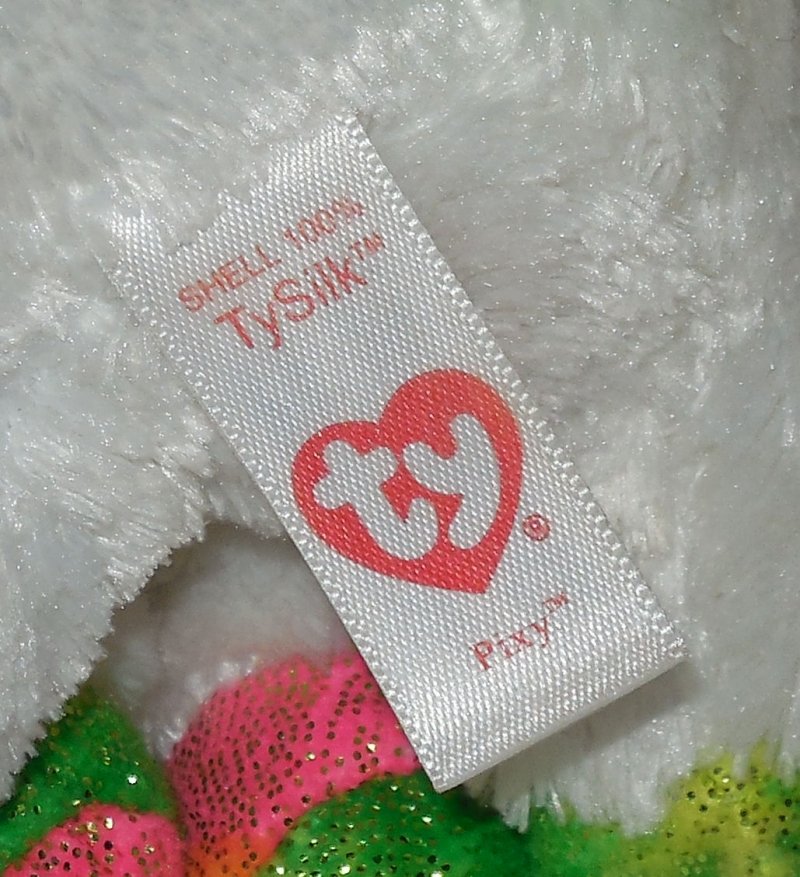 SHELL 100%
TySilk™
ty®
Pixy™